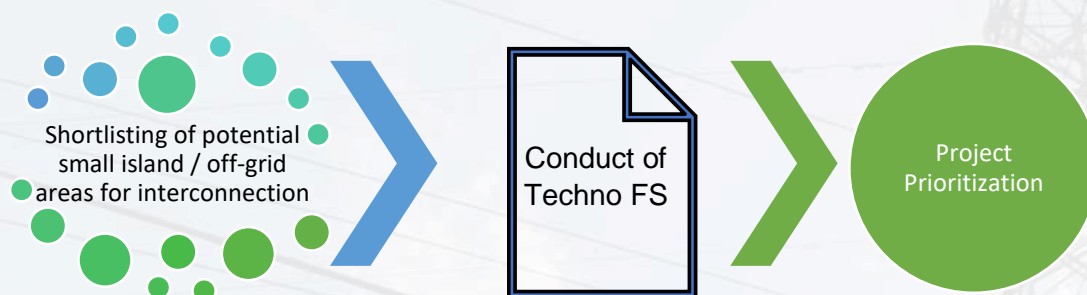 Shortlisting of potential
small island / off-grid
areas for interconnection
Conduct of
Techno FS
Project
Prioritization